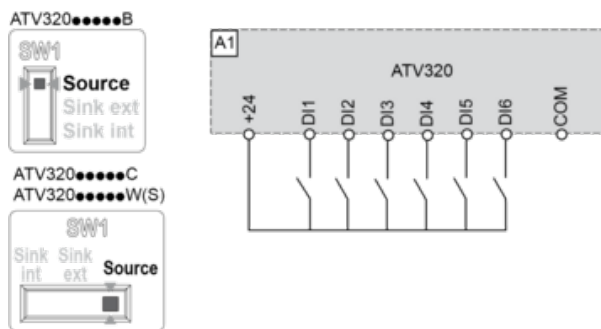 ATV320●●●●●B
SW1
Source
Sink ext
Sink int
ATV320●●●●●C
ATV320●●●●●W(S)
SW1
Sink int
Sink ext
Source
A1
ATV320
+24
DI1
DI2
DI3
DI4
DI5
DI6
COM